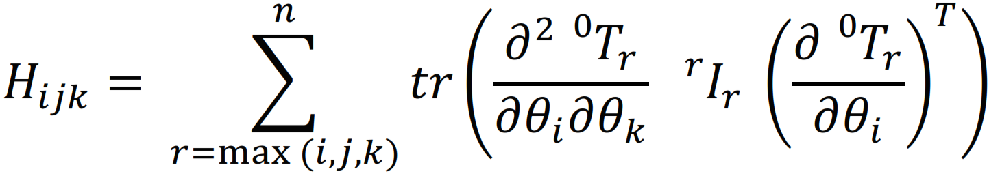 H_{ijk} = \sum_{r=\max(i,j,k)}^{n} tr\left(\frac{\partial^2 \, {}^0T_r}{\partial\theta_i \partial\theta_k} \; {}^rI_r \left(\frac{\partial \, {}^0T_r}{\partial\theta_i}\right)^T\right)